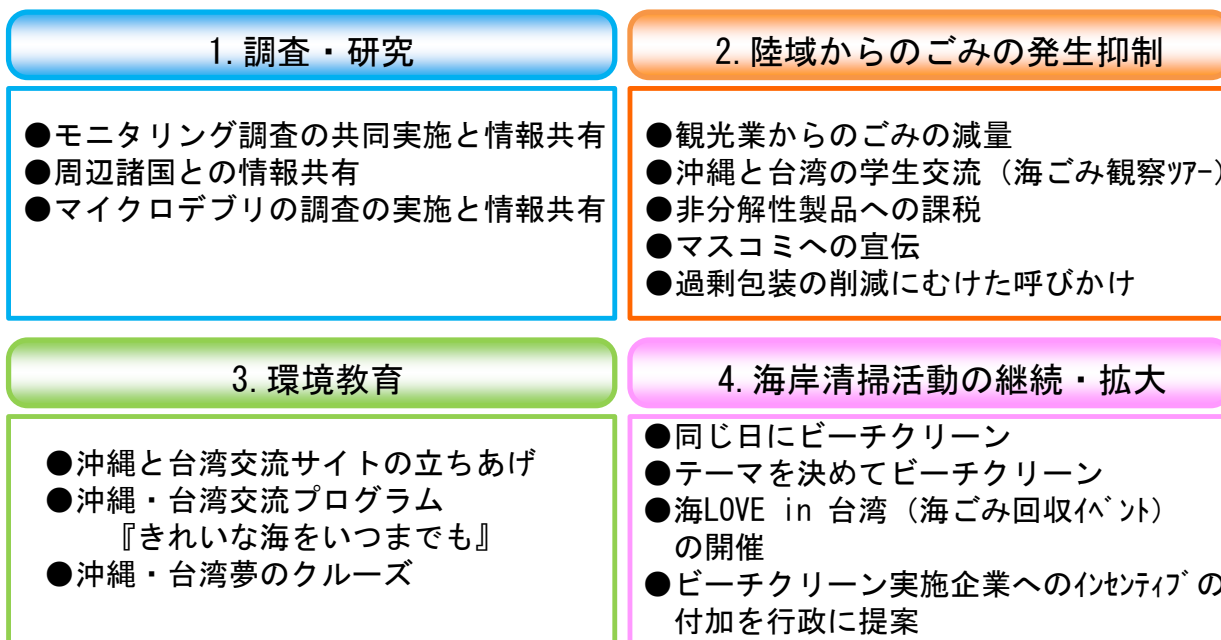 1.調査・研究
●モニタリング調査の共同実施と情報共有
●周辺諸国との情報共有
●マイクロデブリの調査の実施と情報共有
2.陸域からのごみの発生抑制
●観光業からのごみの減量
●沖縄と台湾の学生交流（海ごみ観察ﾂｱｰ）
●非分解性製品への課税
●マスコミへの宣伝
●過剰包装の削減にむけた呼びかけ
3.環境教育
●沖縄と台湾交流サイトの立ちあげ
●沖縄・台湾交流プログラム
『きれいな海をいつまでも』
●沖縄・台湾夢のクルーズ
4.海岸清掃活動の継続・拡大
●同じ日にビーチクリーン
●テーマを決めてビーチクリーン
●海LOVE in 台湾（海ごみ回収ｲﾍﾞﾝﾄ）
の開催
●ビーチクリーン実施企業へのｲﾝｾﾝﾃｨﾌﾞの
付加を行政に提案